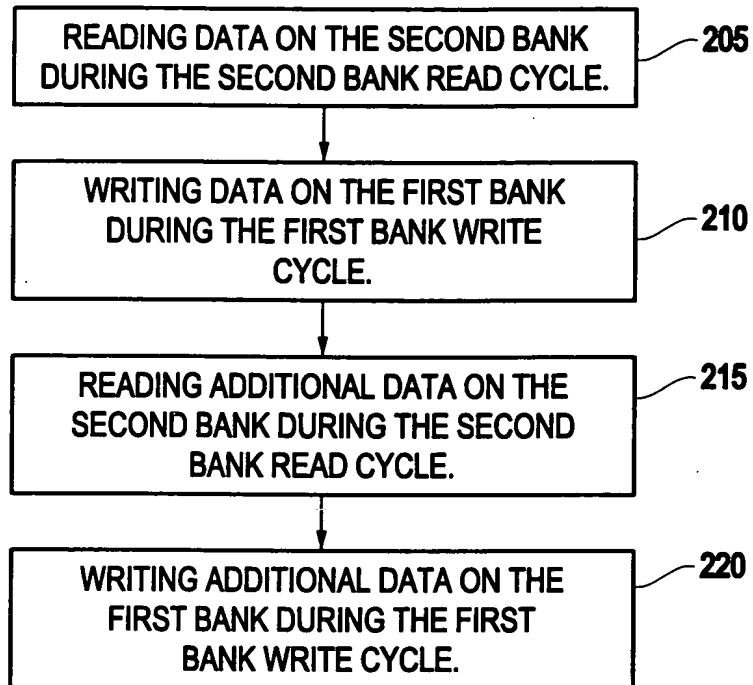 READING DATA ON THE SECOND BANK
DURING THE SECOND BANK READ CYCLE.
205
WRITING DATA ON THE FIRST BANK
DURING THE FIRST BANK WRITE
CYCLE.
210
READING ADDITIONAL DATA ON THE
SECOND BANK DURING THE SECOND
BANK READ CYCLE.
215
WRITING ADDITIONAL DATA ON THE
FIRST BANK DURING THE FIRST
BANK WRITE CYCLE.
220